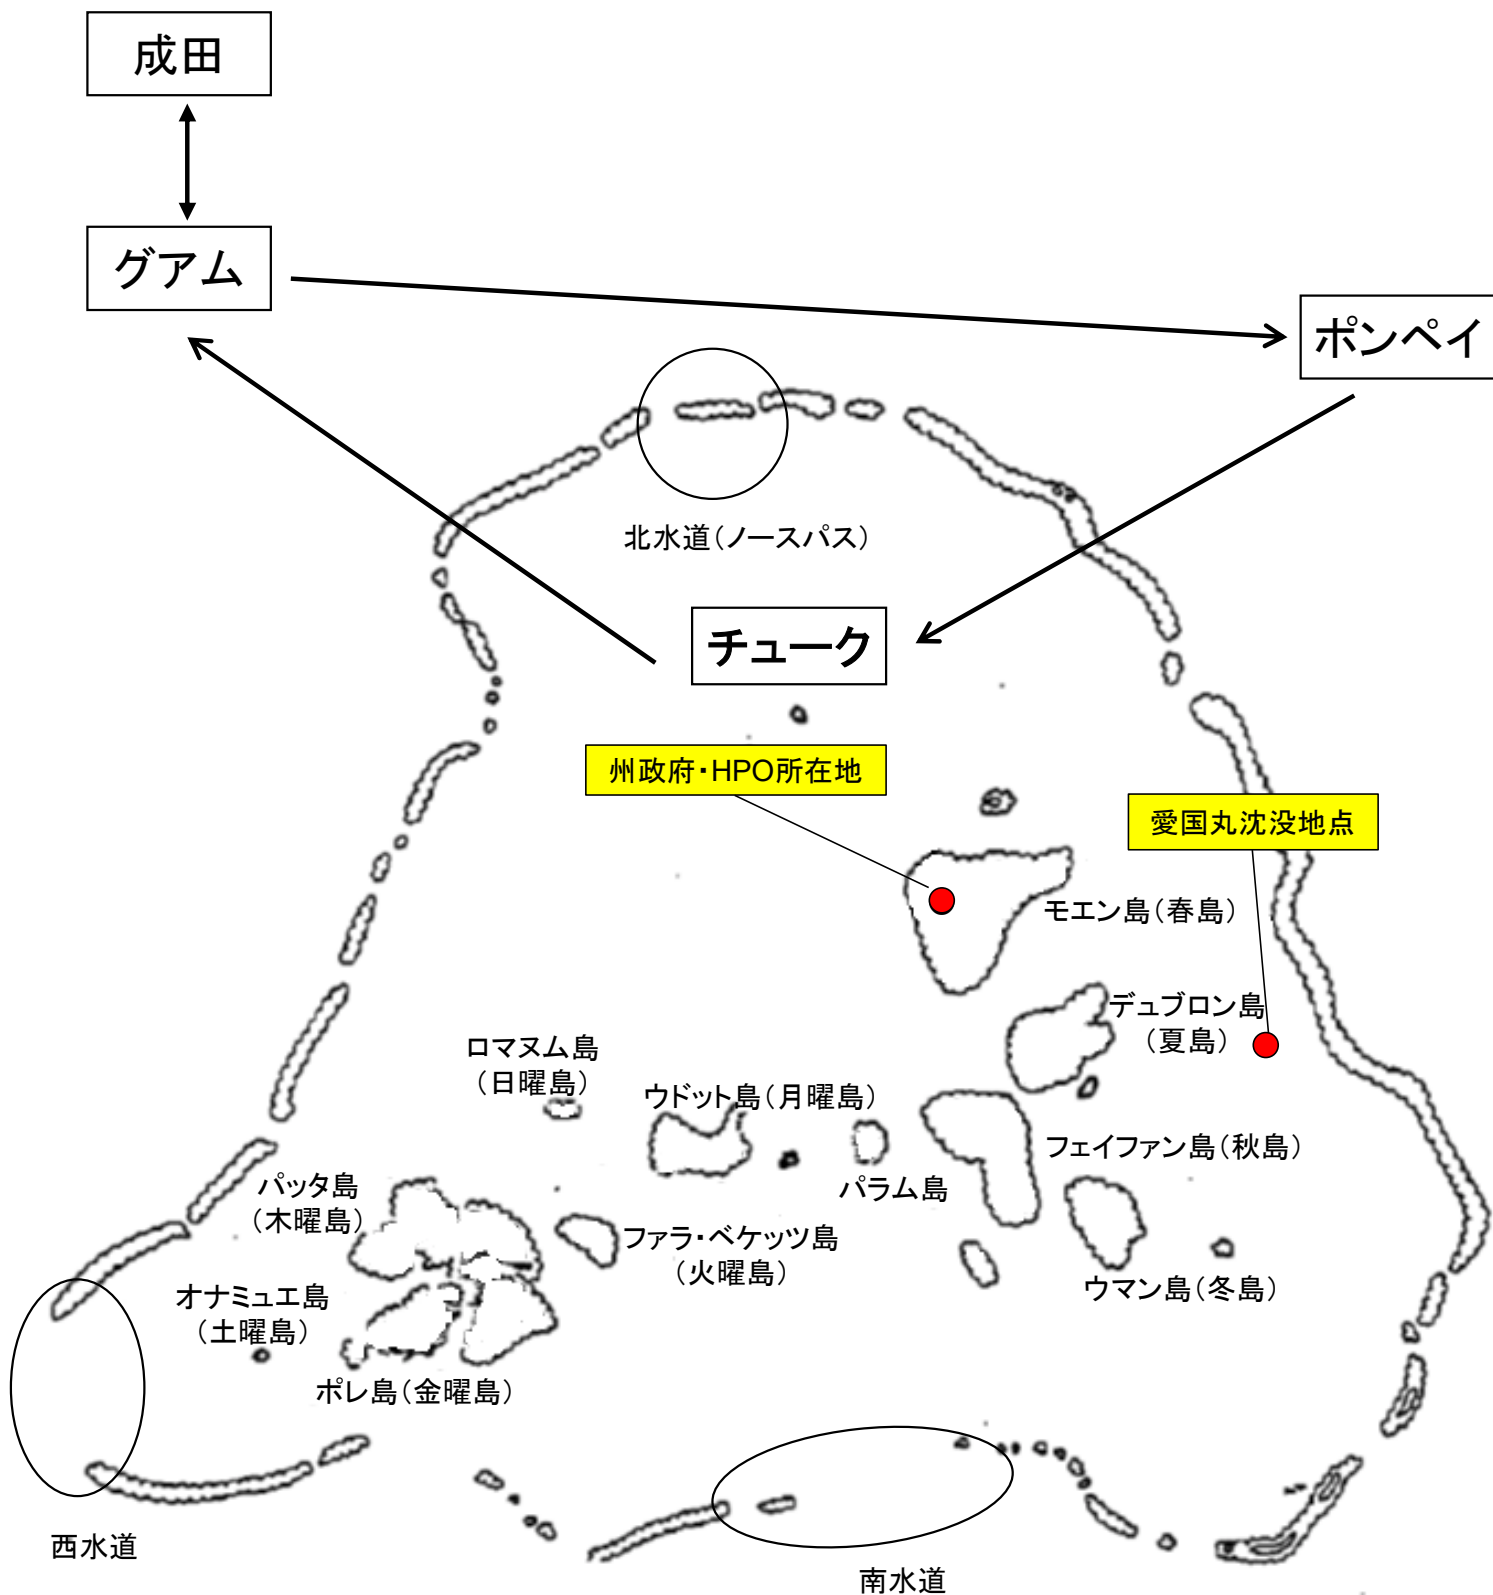 成田
グアム
ポンペイ
北水道（ノースパス）
チューク
州政府・HPO所在地
愛国丸沈没地点
モエン島（春島）
デュブロン島
（夏島）
ロマヌム島
（日曜島）
ウドット島（月曜島）
フェイファン島（秋島）
パラム島
パッタ島
（木曜島）
ファラ・ベケッツ島
（火曜島）
オナミュエ島
（土曜島）
ウマン島（冬島）
ポレ島（金曜島）
西水道
南水道